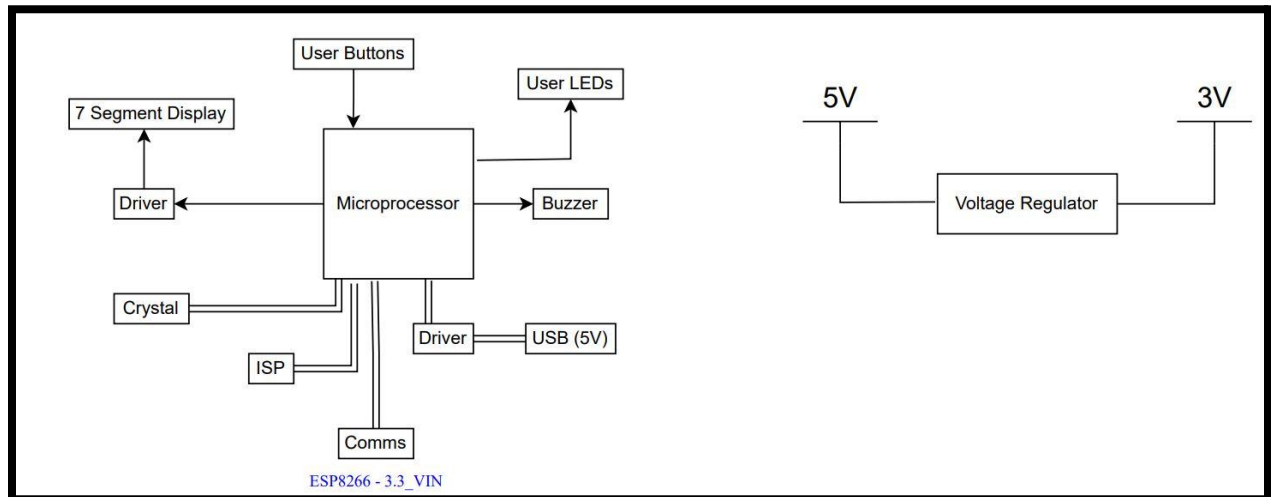 User Buttons
User LEDs
7 Segment Display
5V
3V
Driver
Microprocessor
Buzzer
Voltage Regulator
Crystal
Driver
USB (5V)
ISP
Comms
ESP8266 - 3.3_VIN